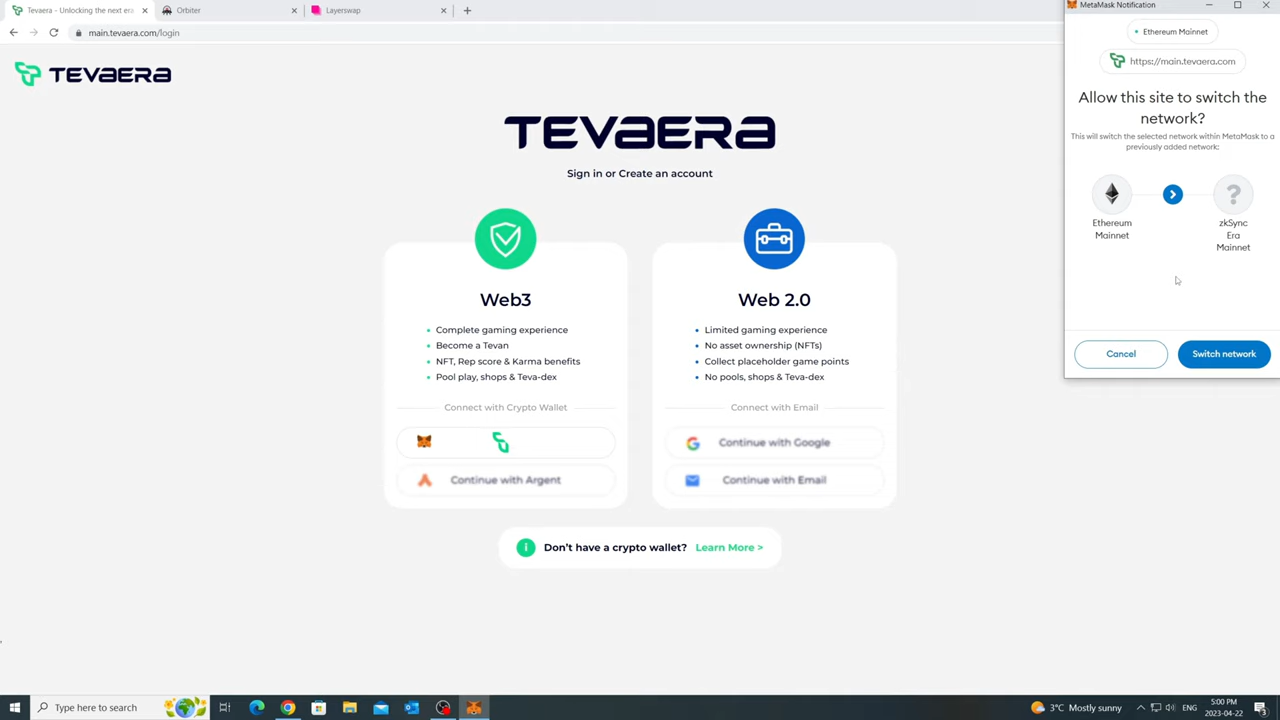 Tevaera - Unlocking the next era
Orbiter
Layerswap
main.tevaera.com/login
TEVAERA
TEVAERA
Sign in or Create an account
Web3
Complete gaming experience
Become a Tevan
NFT, Rep score & Karma benefits
Pool play, shops & Teva-dex
Connect with Crypto Wallet
Continue with Argent
Web 2.0
Limited gaming experience
No asset ownership (NFTs)
Collect placeholder game points
No pools, shops & Teva-dex
Connect with Email
Continue with Google
Continue with Email
Don't have a crypto wallet? Learn More >
MetaMask Notification
Ethereum Mainnet
https://main.tevaera.com
Allow this site to switch the
network?
This will switch the selected network within MetaMask to a
previously added network:
Ethereum
Mainnet
?
zkSync
Era
Mainnet
Cancel
Switch network
Type here to search
3°C Mostly sunny
ENG
5:00 PM
2023-04-22
3